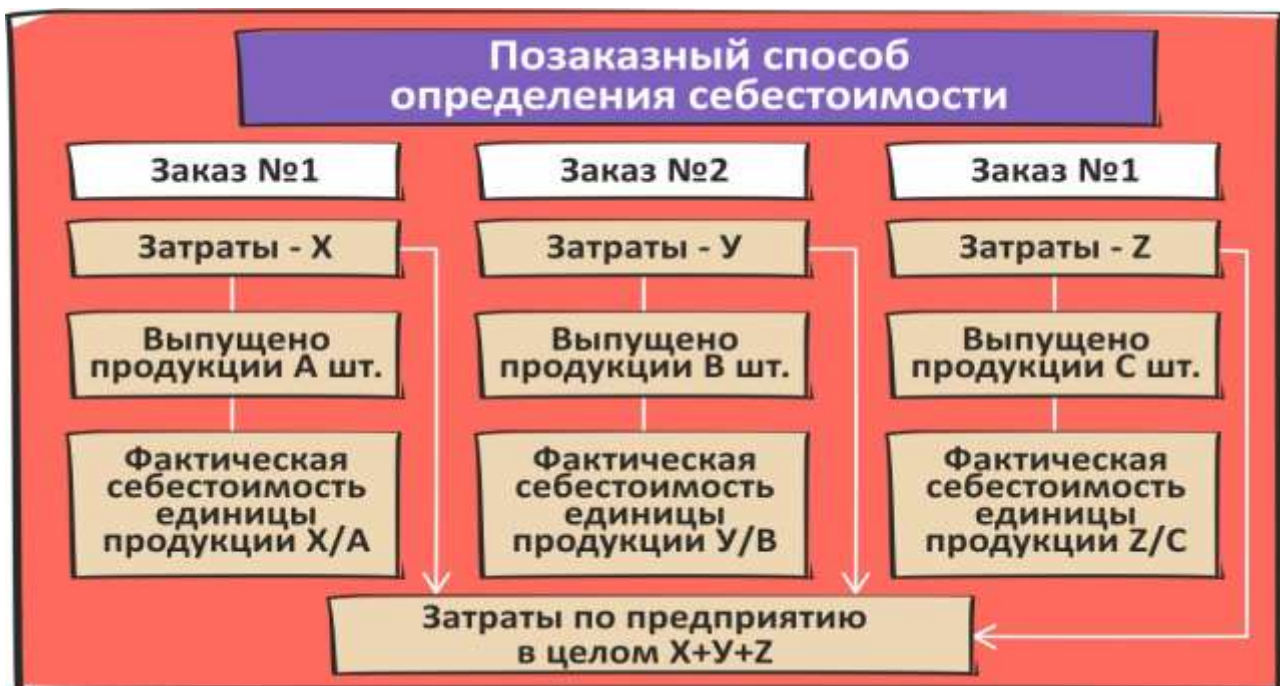 Позаказный способ
определения себестоимости
Заказ №1
Затраты - X
Выпущено
продукции А шт.
Фактическая
себестоимость
единицы
продукции Х/А
Заказ №2
Затраты - У
Выпущено
продукции В шт.
Фактическая
себестоимость
единицы
продукции У/В
Заказ №1
Затраты - Z
Выпущено
продукции С шт.
Фактическая
себестоимость
единицы
продукции Z/C
Затраты по предприятию
в целом Х+У+Z